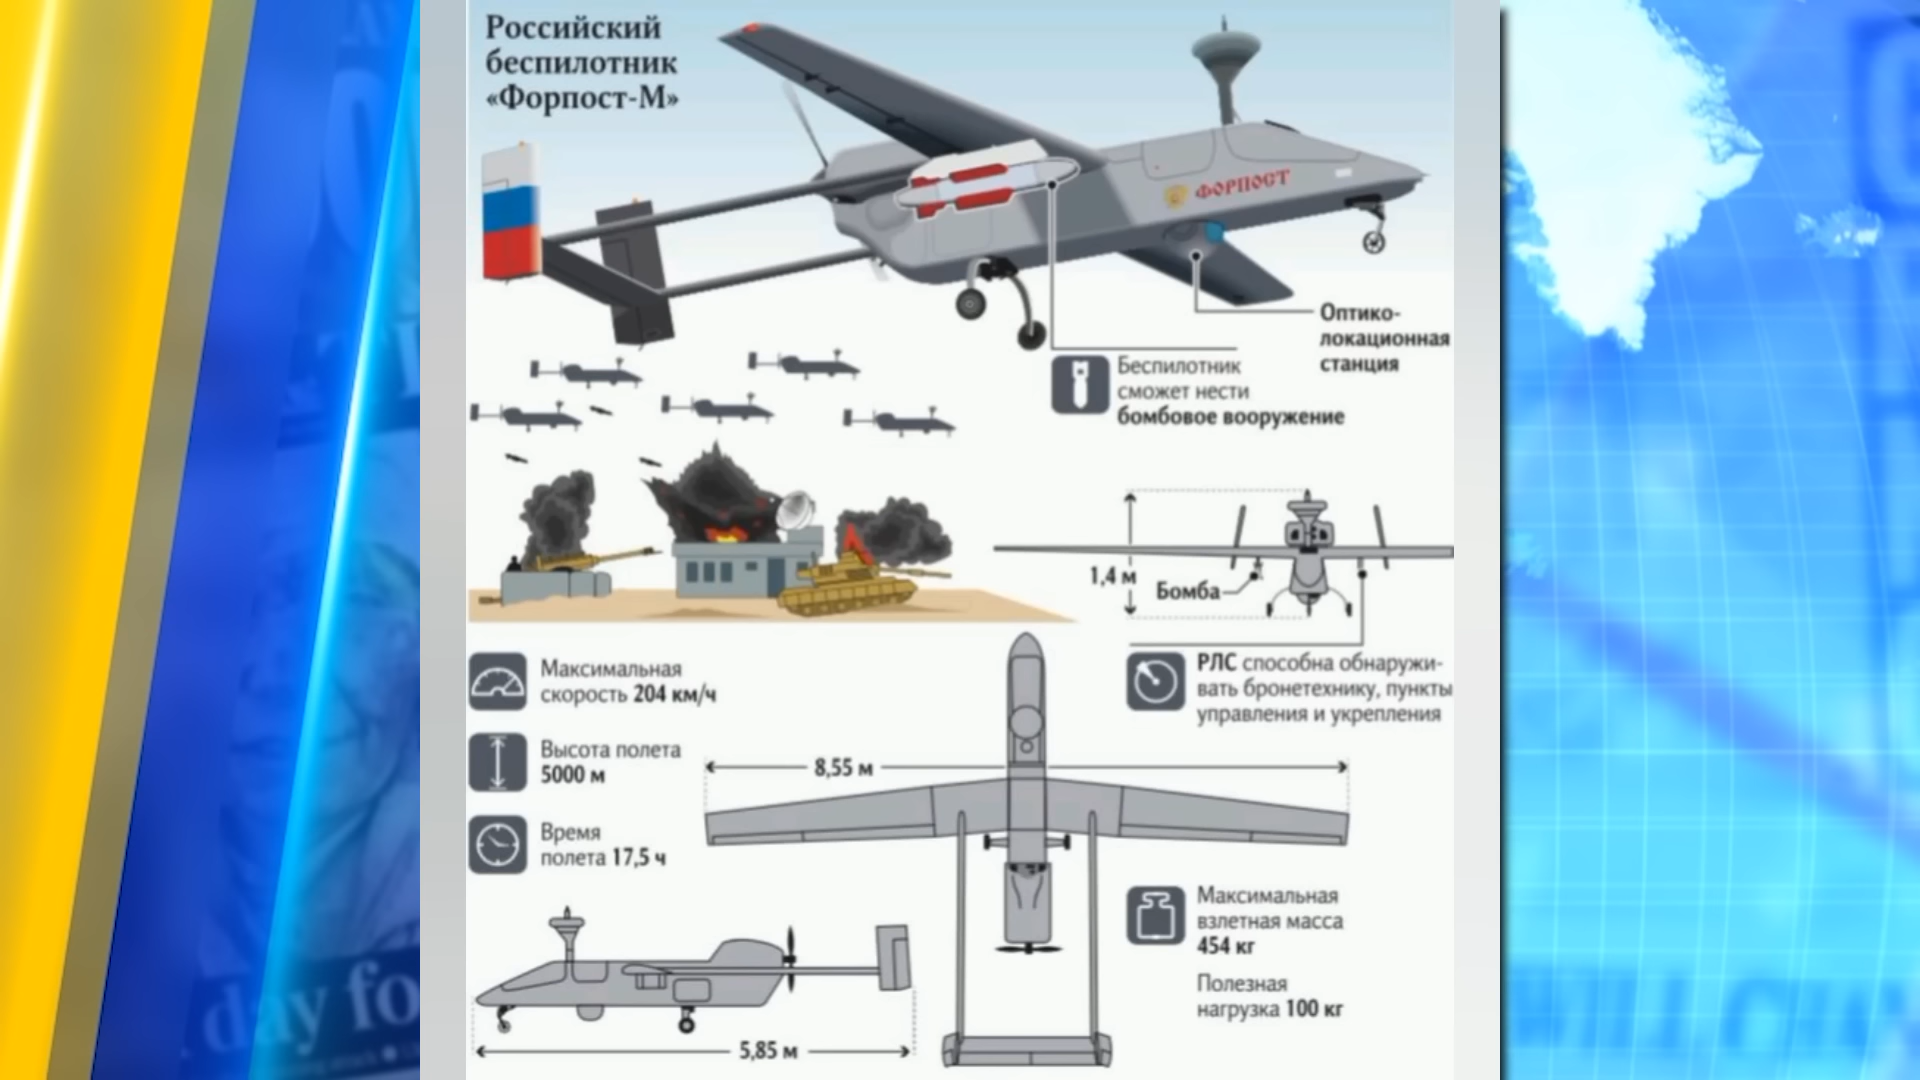 Российский
беспилотник
«Форпост-М»
ФОРПОСТ
Оптико-
локационная
станция
Беспилотник
сможет нести
бомбовое вооружение
1,4 м
Бомба
РЛС способна обнаружи-
вать бронетехнику, пункты
управления и укрепления
Максимальная
скорость 204 км/ч
Высота полета
5000 м
8,55 м
Время
полета 17,5 ч
Максимальная
взлетная масса
454 кг
Полезная
нагрузка 100 кг
5,85 м
day fo